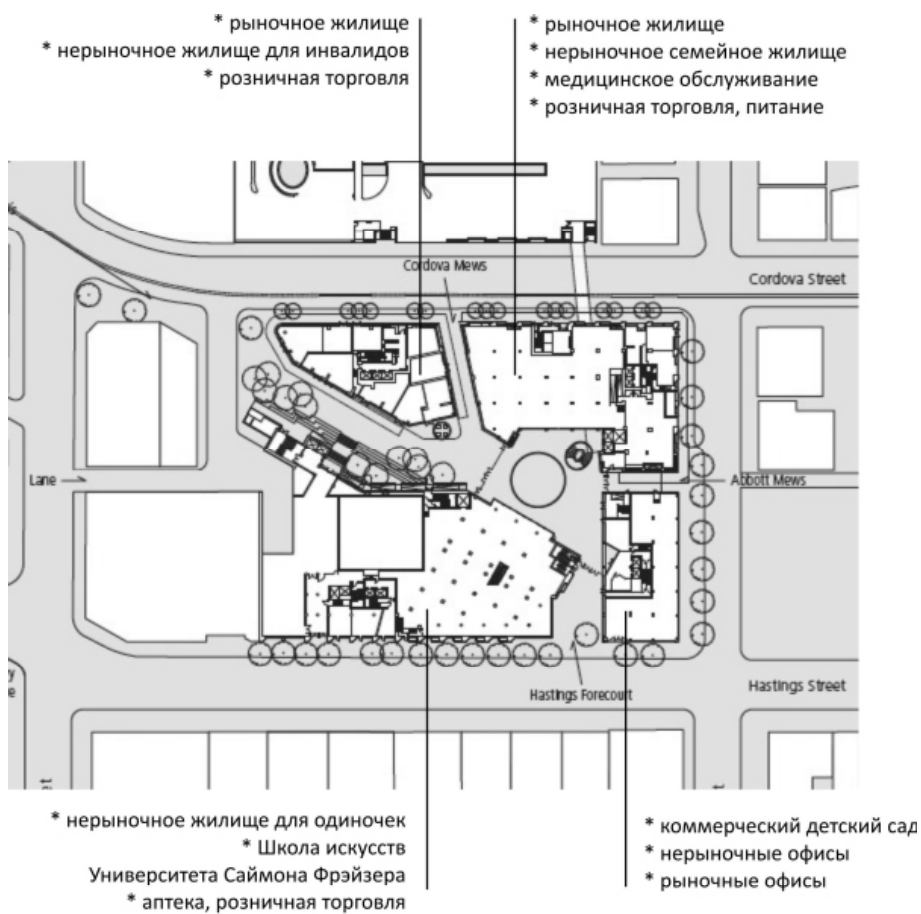 * рыночное жилище
* нерыночное жилище для инвалидов
* розничная торговля
* рыночное жилище
* нерыночное семейное жилище
* медицинское обслуживание
* розничная торговля, питание
Cordova Mews
Cordova Street
Lane
Abbott Mews
Hastings Forecourt
Hastings Street
* нерыночное жилище для одиночек
* Школа искусств
Университета Саймона Фрэйзера
* аптека, розничная торговля
* коммерческий детский сад
* нерыночные офисы
* рыночные офисы